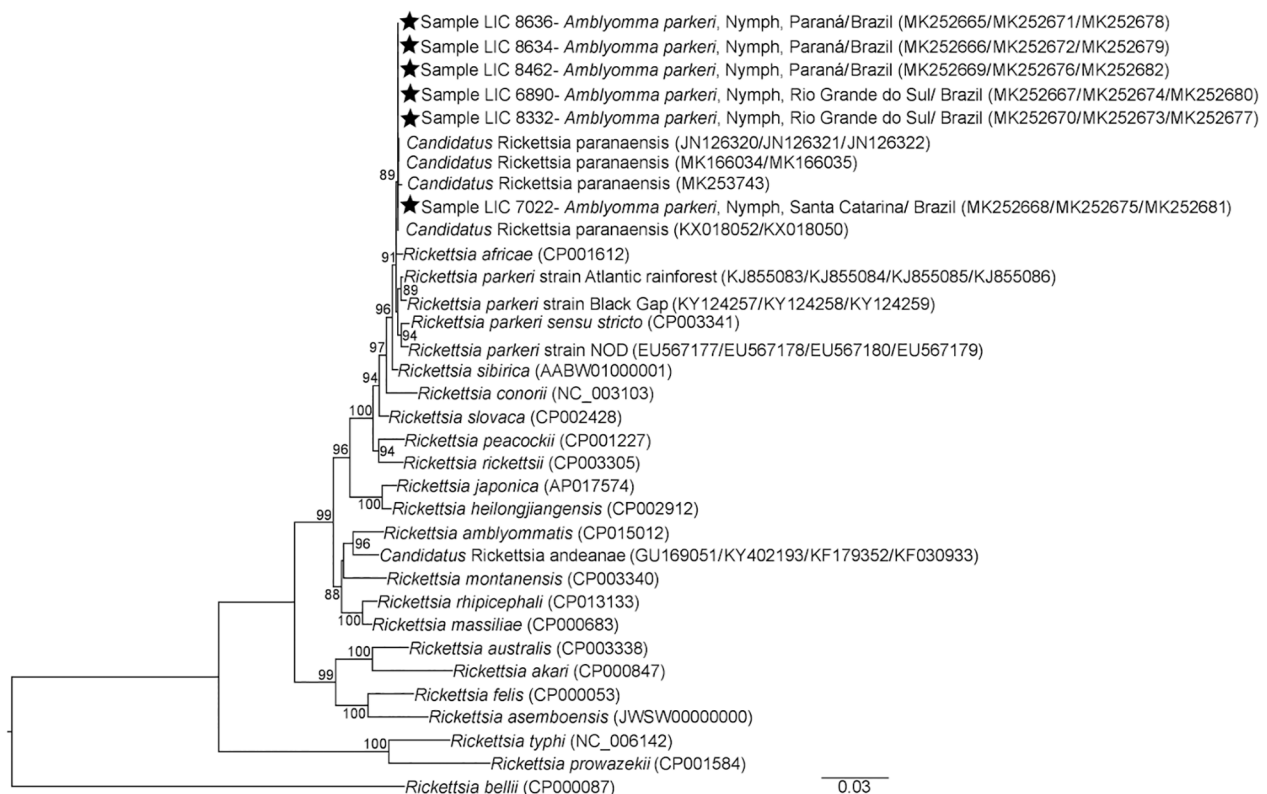 Sample LIC 8636- Amblyomma parkeri, Nymph, Paraná/Brazil (MK252665/MK252671/MK252678)
Sample LIC 8634- Amblyomma parkeri, Nymph, Paraná/Brazil (MK252666/MK252672/MK252679)
Sample LIC 8462- Amblyomma parkeri, Nymph, Paraná/Brazil (MK252669/MK252676/MK252682)
Sample LIC 6890- Amblyomma parkeri, Nymph, Rio Grande do Sul/ Brazil (MK252667/MK252674/MK252680)
Sample LIC 8332- Amblyomma parkeri, Nymph, Rio Grande do Sul/ Brazil (MK252670/MK252673/MK252677)
Candidatus Rickettsia paranaensis (JN126320/JN126321/JN126322)
Candidatus Rickettsia paranaensis (MK166034/MK166035)
89
Candidatus Rickettsia paranaensis (MK253743)
Sample LIC 7022- Amblyomma parkeri, Nymph, Santa Catarina/ Brazil (MK252668/MK252675/MK252681)
Candidatus Rickettsia paranaensis (KX018052/KX018050)
91
Rickettsia africae (CP001612)
Rickettsia parkeri strain Atlantic rainforest (KJ855083/KJ855084/KJ855085/KJ855086)
89
Rickettsia parkeri strain Black Gap (KY124257/KY124258/KY124259)
96
Rickettsia parkeri sensu stricto (CP003341)
94
Rickettsia parkeri strain NOD (EU567177/EU567178/EU567180/EU567179)
97
Rickettsia sibirica (AABW01000001)
94
Rickettsia conorii (NC_003103)
100
Rickettsia slovaca (CP002428)
Rickettsia peacockii (CP001227)
96
94
Rickettsia rickettsii (CP003305)
Rickettsia japonica (AP017574)
100
Rickettsia heilongjiangensis (CP002912)
99
Rickettsia amblyommatis (CP015012)
96
Candidatus Rickettsia andeanae (GU169051/KY402193/KF179352/KF030933)
Rickettsia montanensis (CP003340)
88
Rickettsia rhipicephali (CP013133)
100
Rickettsia massiliae (CP000683)
Rickettsia australis (CP003338)
100
Rickettsia akari (CP000847)
99
Rickettsia felis (CP000053)
100
Rickettsia asemboensis (JWSW00000000)
100
Rickettsia typhi (NC_006142)
Rickettsia prowazekii (CP001584)
Rickettsia bellii (CP000087)
0.03